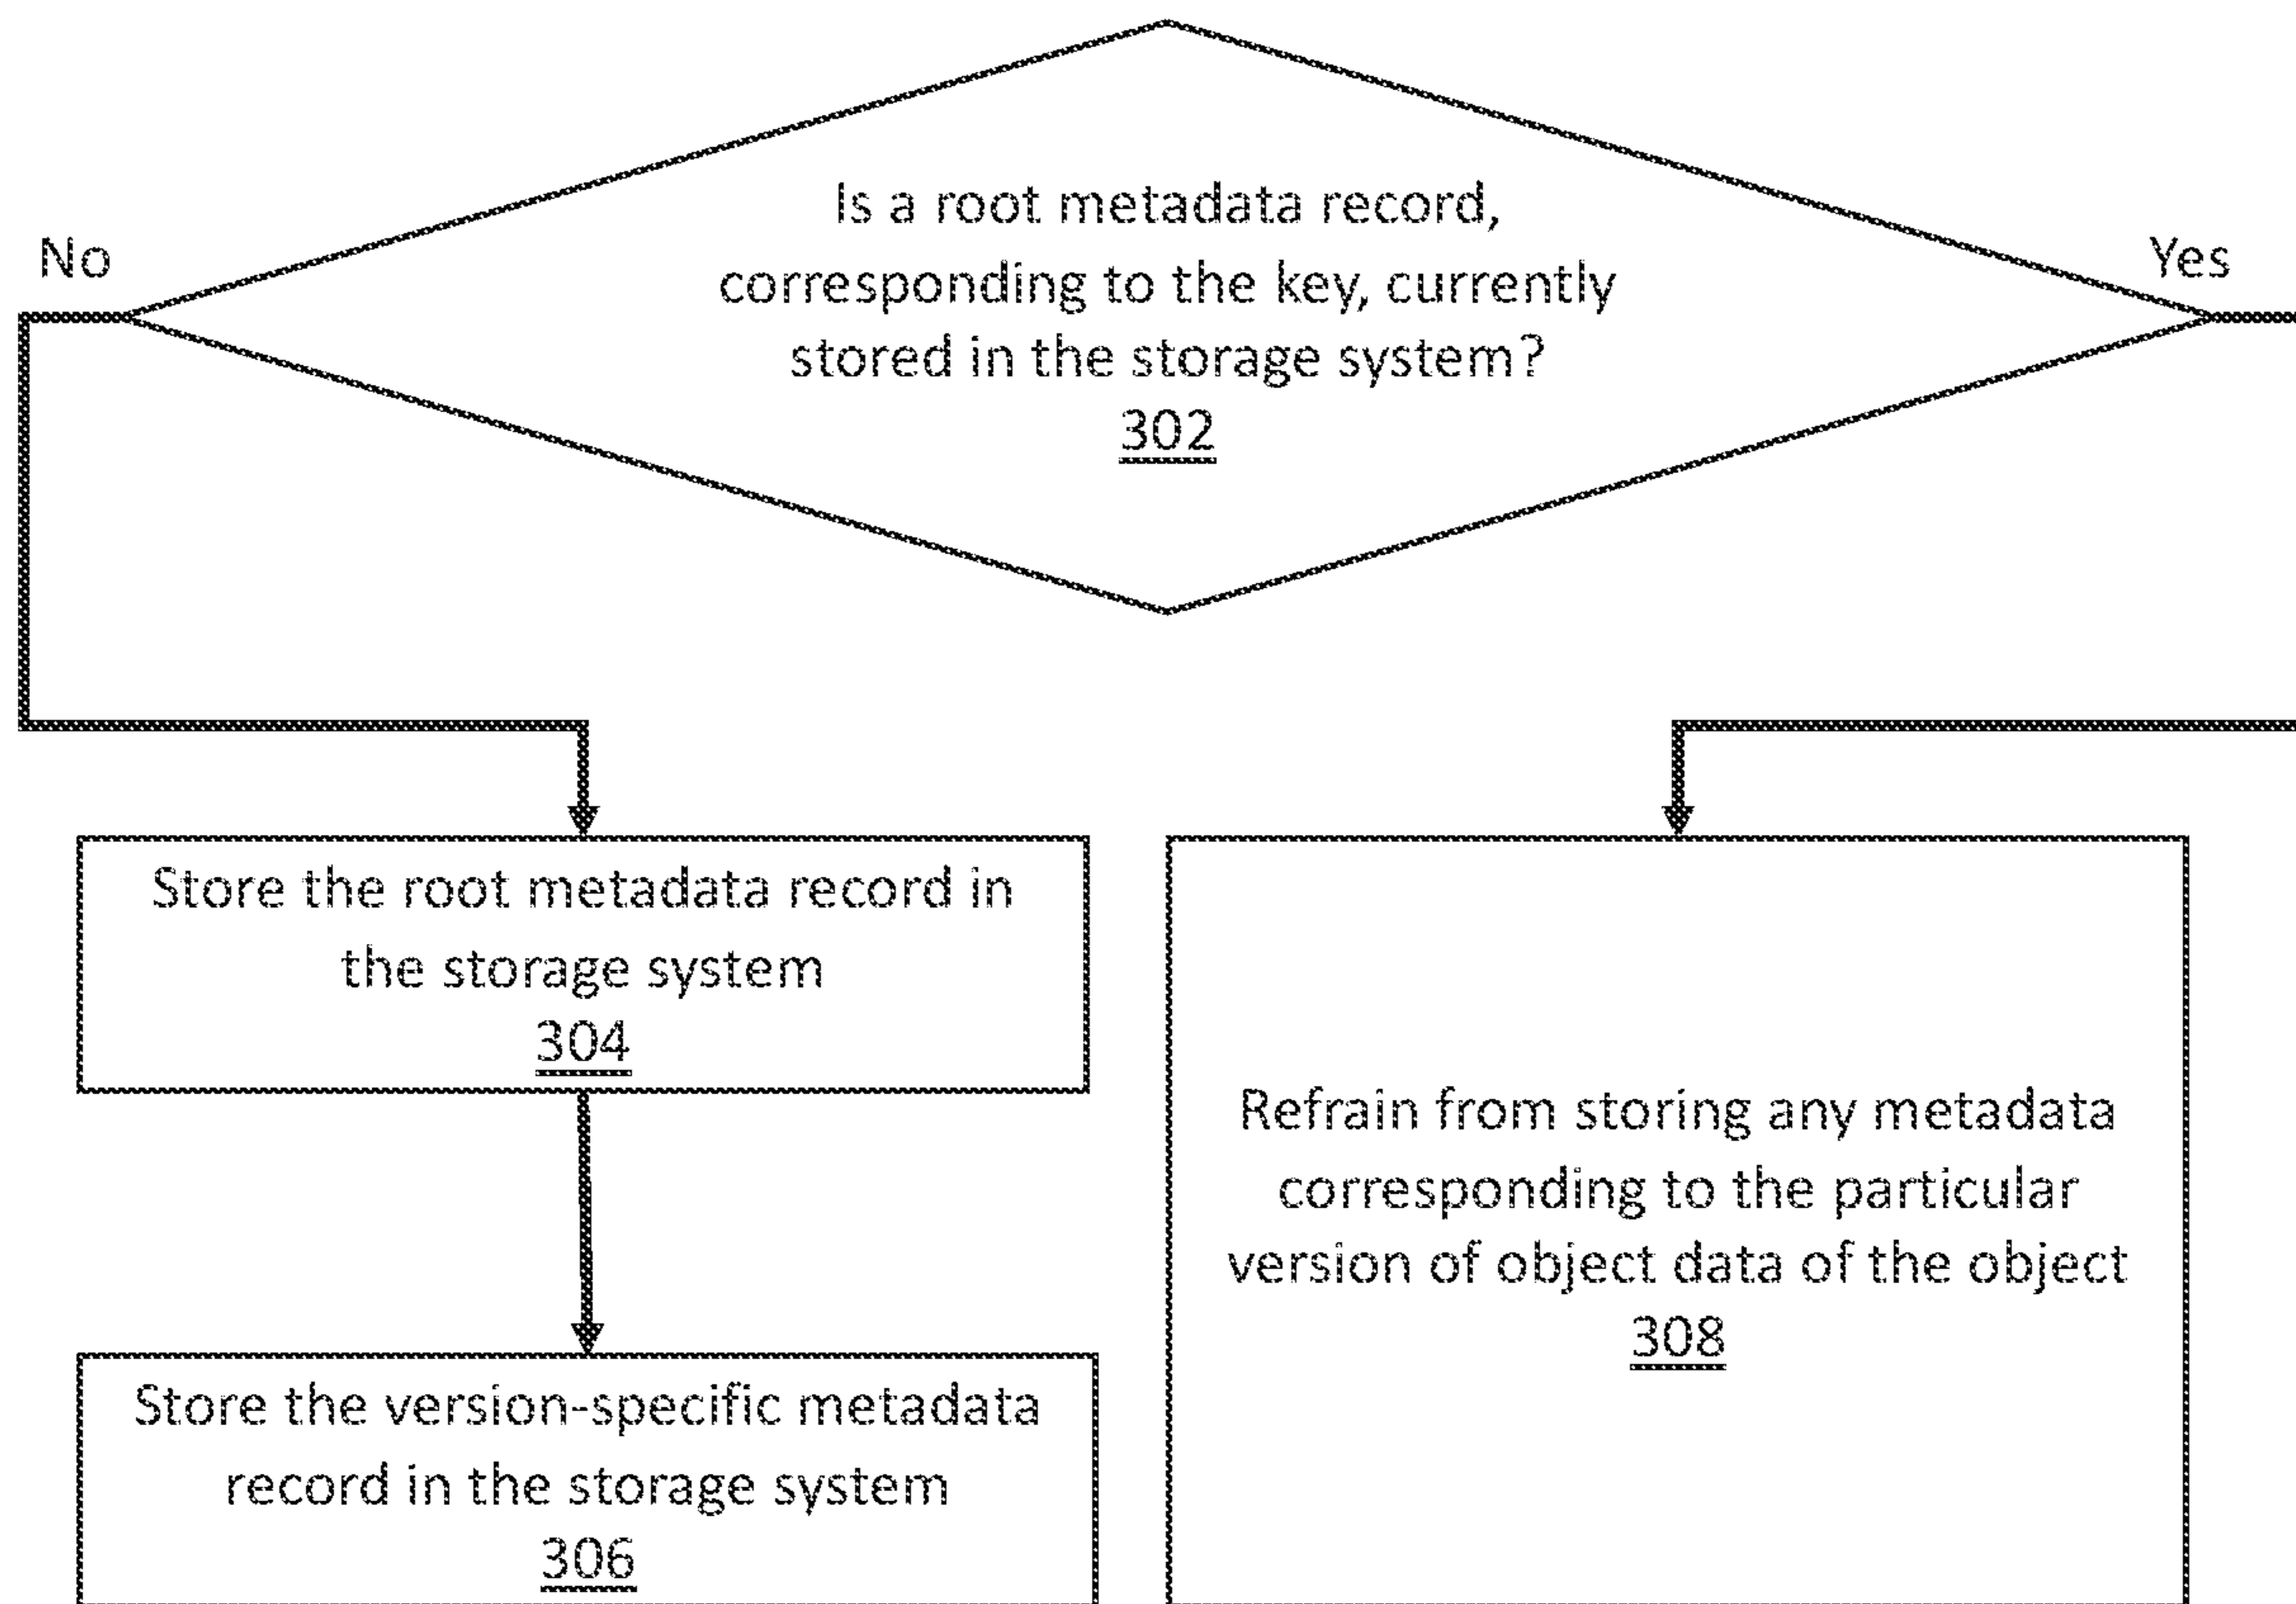 Is a root metadata record,
corresponding to the key, currently
stored in the storage system?
302
No
Yes
Store the root metadata record in
the storage system
304
Store the version-specific metadata
record in the storage system
306
Refrain from storing any metadata
corresponding to the particular
version of object data of the object
308